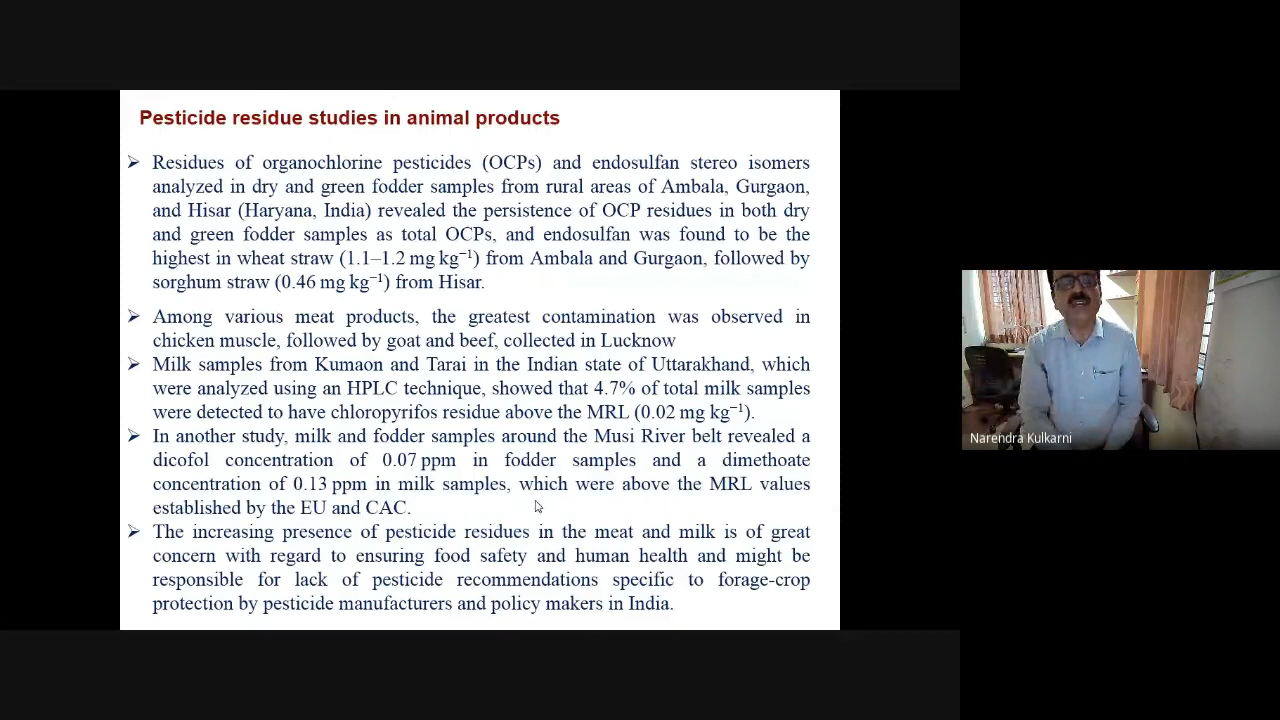 Pesticide residue studies in animal products
➢ Residues of organochlorine pesticides (OCPs) and endosulfan stereo isomers
analyzed in dry and green fodder samples from rural areas of Ambala, Gurgaon,
and Hisar (Haryana, India) revealed the persistence of OCP residues in both dry
and green fodder samples as total OCPs, and endosulfan was found to be the
highest in wheat straw (1.1–1.2 mg kg⁻¹) from Ambala and Gurgaon, followed by
sorghum straw (0.46 mg kg⁻¹) from Hisar.
➢ Among various meat products, the greatest contamination was observed in
chicken muscle, followed by goat and beef, collected in Lucknow
➢ Milk samples from Kumaon and Tarai in the Indian state of Uttarakhand, which
were analyzed using an HPLC technique, showed that 4.7% of total milk samples
were detected to have chloropyrifos residue above the MRL (0.02 mg kg⁻¹).
➢ In another study, milk and fodder samples around the Musi River belt revealed a
dicofol concentration of 0.07 ppm in fodder samples and a dimethoate
concentration of 0.13 ppm in milk samples, which were above the MRL values
established by the EU and CAC.
➢ The increasing presence of pesticide residues in the meat and milk is of great
concern with regard to ensuring food safety and human health and might be
responsible for lack of pesticide recommendations specific to forage-crop
protection by pesticide manufacturers and policy makers in India.
Narendra Kulkarni